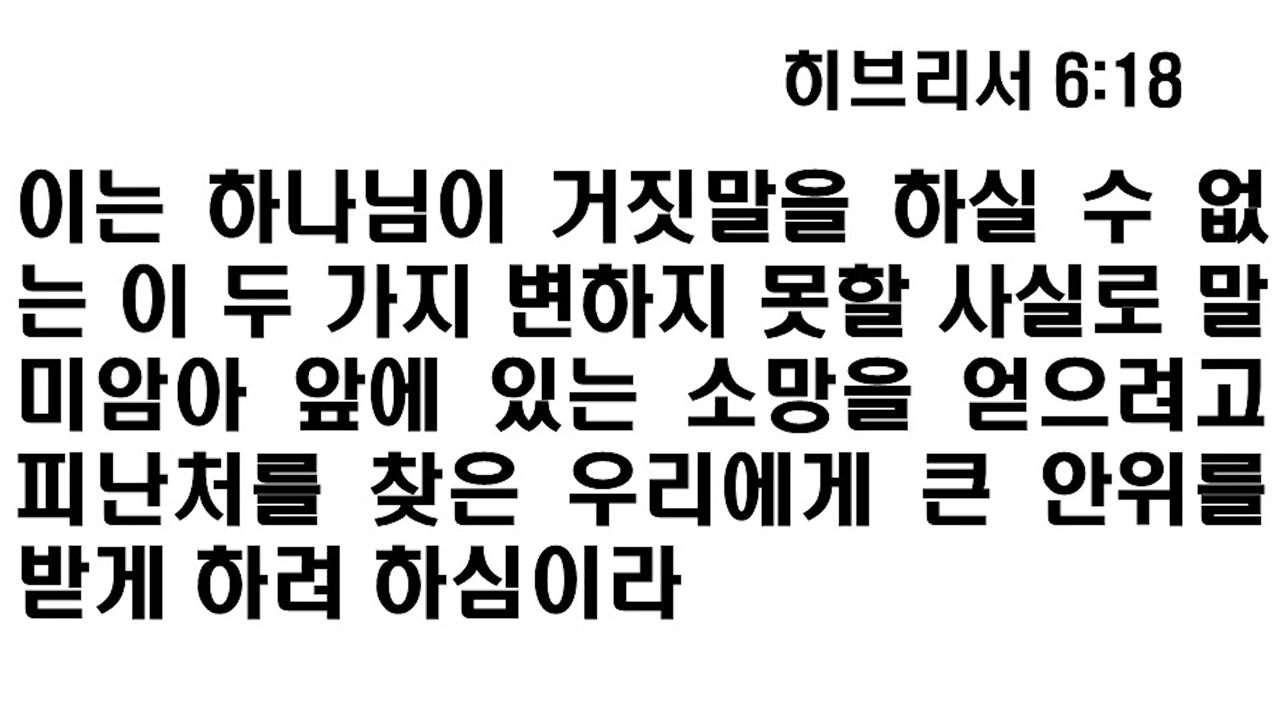 히브리서 6:18
이는 하나님이 거짓말을 하실 수 없
는 이 두 가지 변하지 못할 사실로 말
미암아 앞에 있는 소망을 얻으려고
피난처를 찾은 우리에게 큰 안위를
받게 하려 하심이라